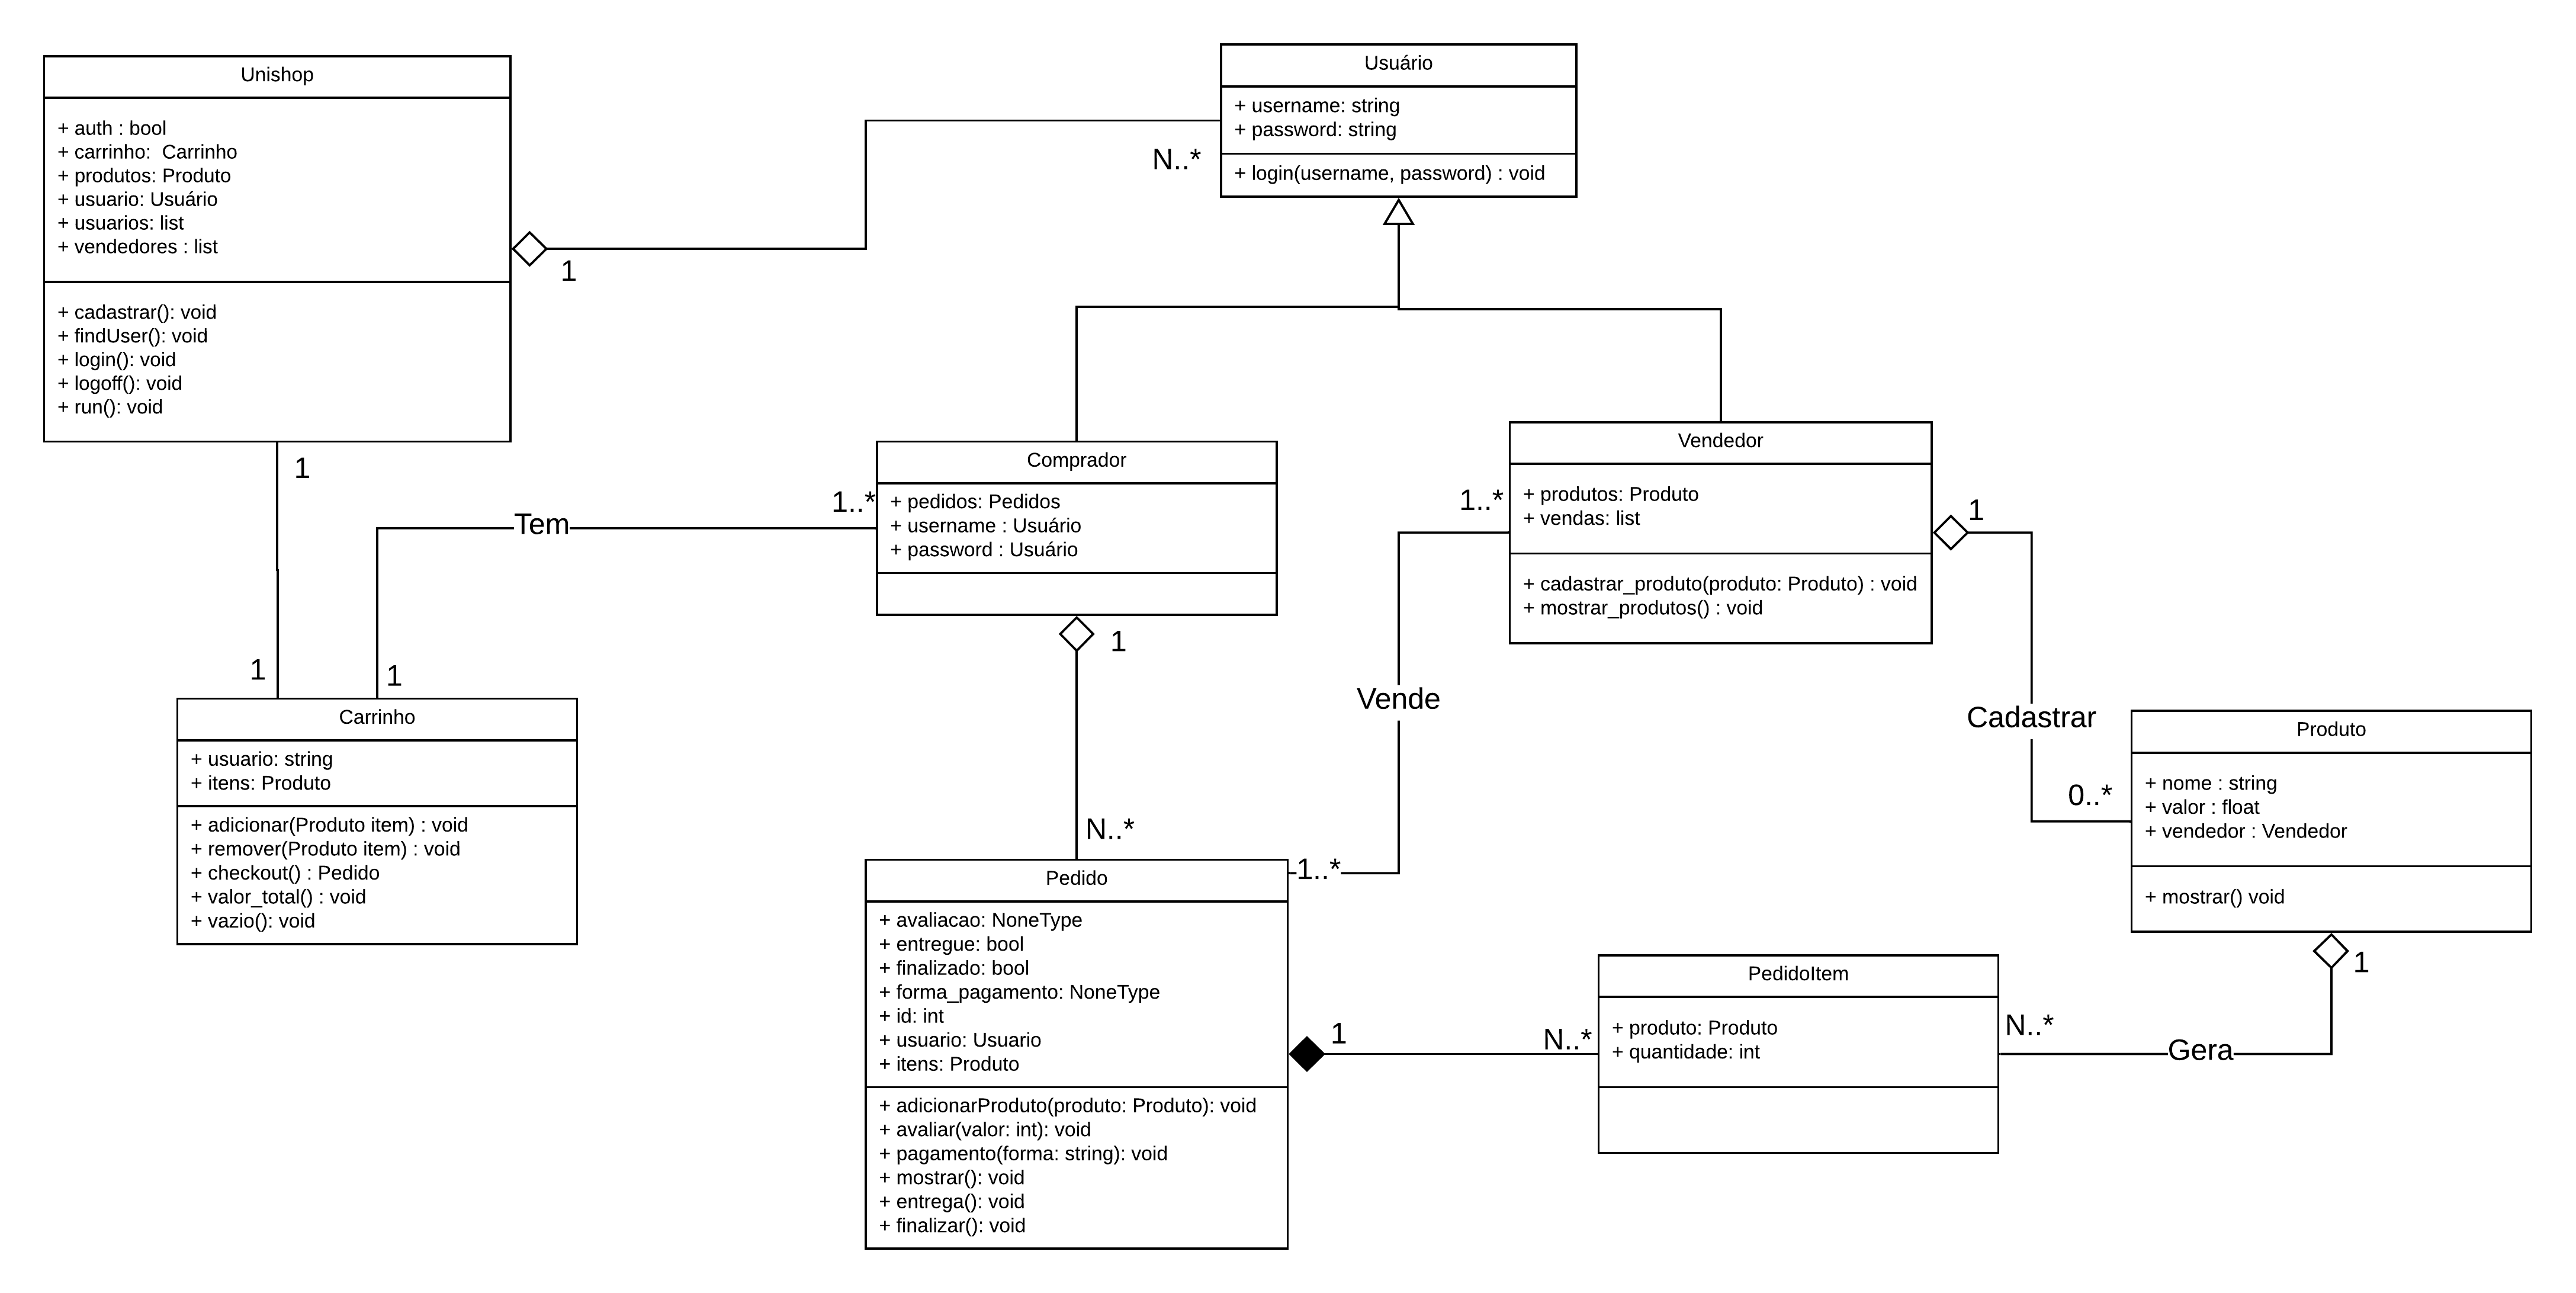 Unishop
+ auth : bool
+ carrinho:  Carrinho
+ produtos: Produto
+ usuario: Usuário
+ usuarios: list
+ vendedores : list
+ cadastrar(): void
+ findUser(): void
+ login(): void
+ logoff(): void
+ run(): void
1
N..*
Usuário
+ username: string
+ password: string
+ login(username, password) : void
1
1
Tem
1..*
1
Comprador
+ pedidos: Pedidos
+ username : Usuário
+ password : Usuário
1
N..*
Vendedor
+ produtos: Produto
+ vendas: list
+ cadastrar_produto(produto: Produto) : void
+ mostrar_produtos() : void
1..*
Vende
1..*
1
Cadastrar
0..*
Carrinho
+ usuario: string
+ itens: Produto
+ adicionar(Produto item) : void
+ remover(Produto item) : void
+ checkout() : Pedido
+ valor_total() : void
+ vazio(): void
Pedido
+ avaliacao: NoneType
+ entregue: bool
+ finalizado: bool
+ forma_pagamento: NoneType
+ id: int
+ usuario: Usuario
+ itens: Produto
+ adicionarProduto(produto: Produto): void
+ avaliar(valor: int): void
+ pagamento(forma: string): void
+ mostrar(): void
+ entrega(): void
+ finalizar(): void
1
N..*
PedidoItem
+ produto: Produto
+ quantidade: int
N..*
Gera
1
Produto
+ nome : string
+ valor : float
+ vendedor : Vendedor
+ mostrar() void